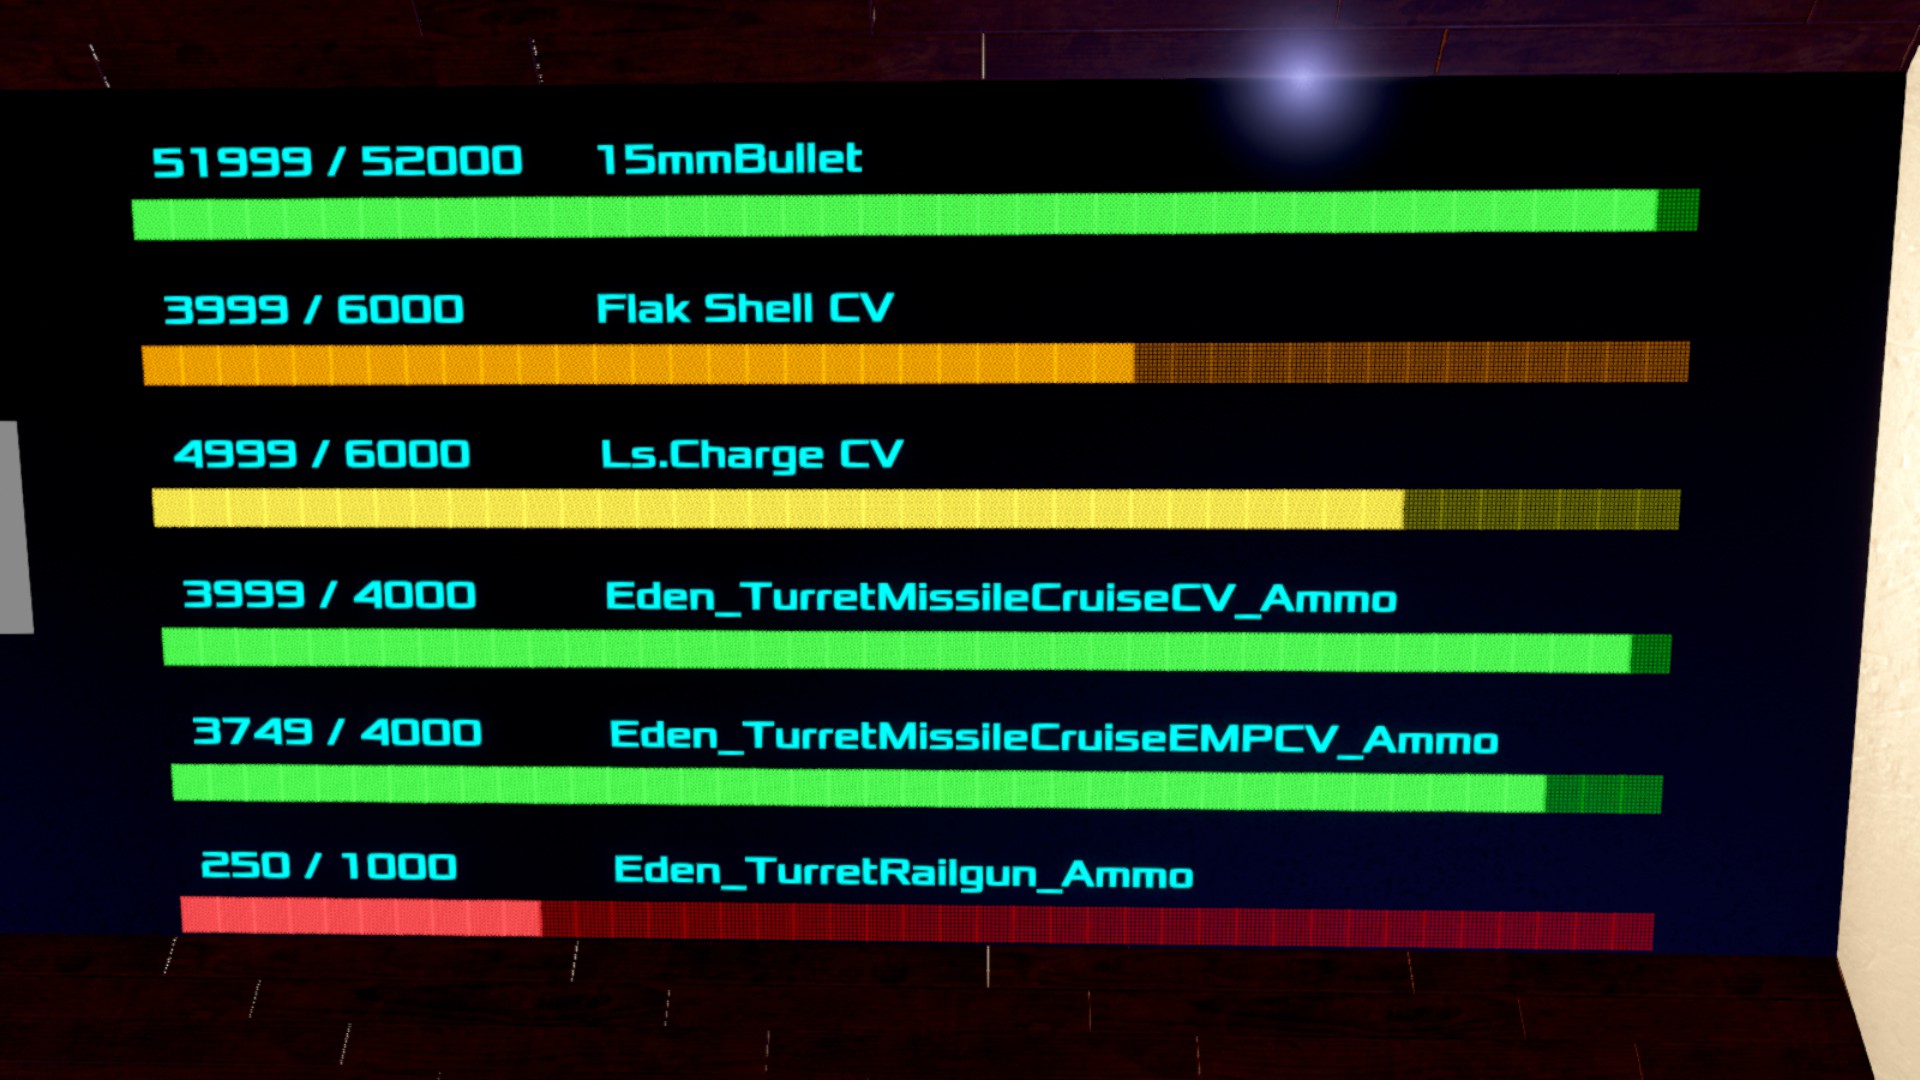 51999 / 52000 15mmBullet
3999 / 6000 Flak Shell CV
4999 / 6000 Ls.Charge CV
3999 / 4000 Eden_TurretMissileCruiseCV_Ammo
3749 / 4000 Eden_TurretMissileCruiseEMPCV_Ammo
250 / 1000 Eden_TurretRailgun_Ammo